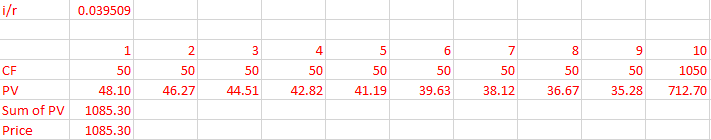 i/r 0.039509
1 2 3 4 5 6 7 8 9 10
CF 50 50 50 50 50 50 50 50 50 1050
PV 48.10 46.27 44.51 42.82 41.19 39.63 38.12 36.67 35.28 712.70
Sum of PV 1085.30
Price 1085.30